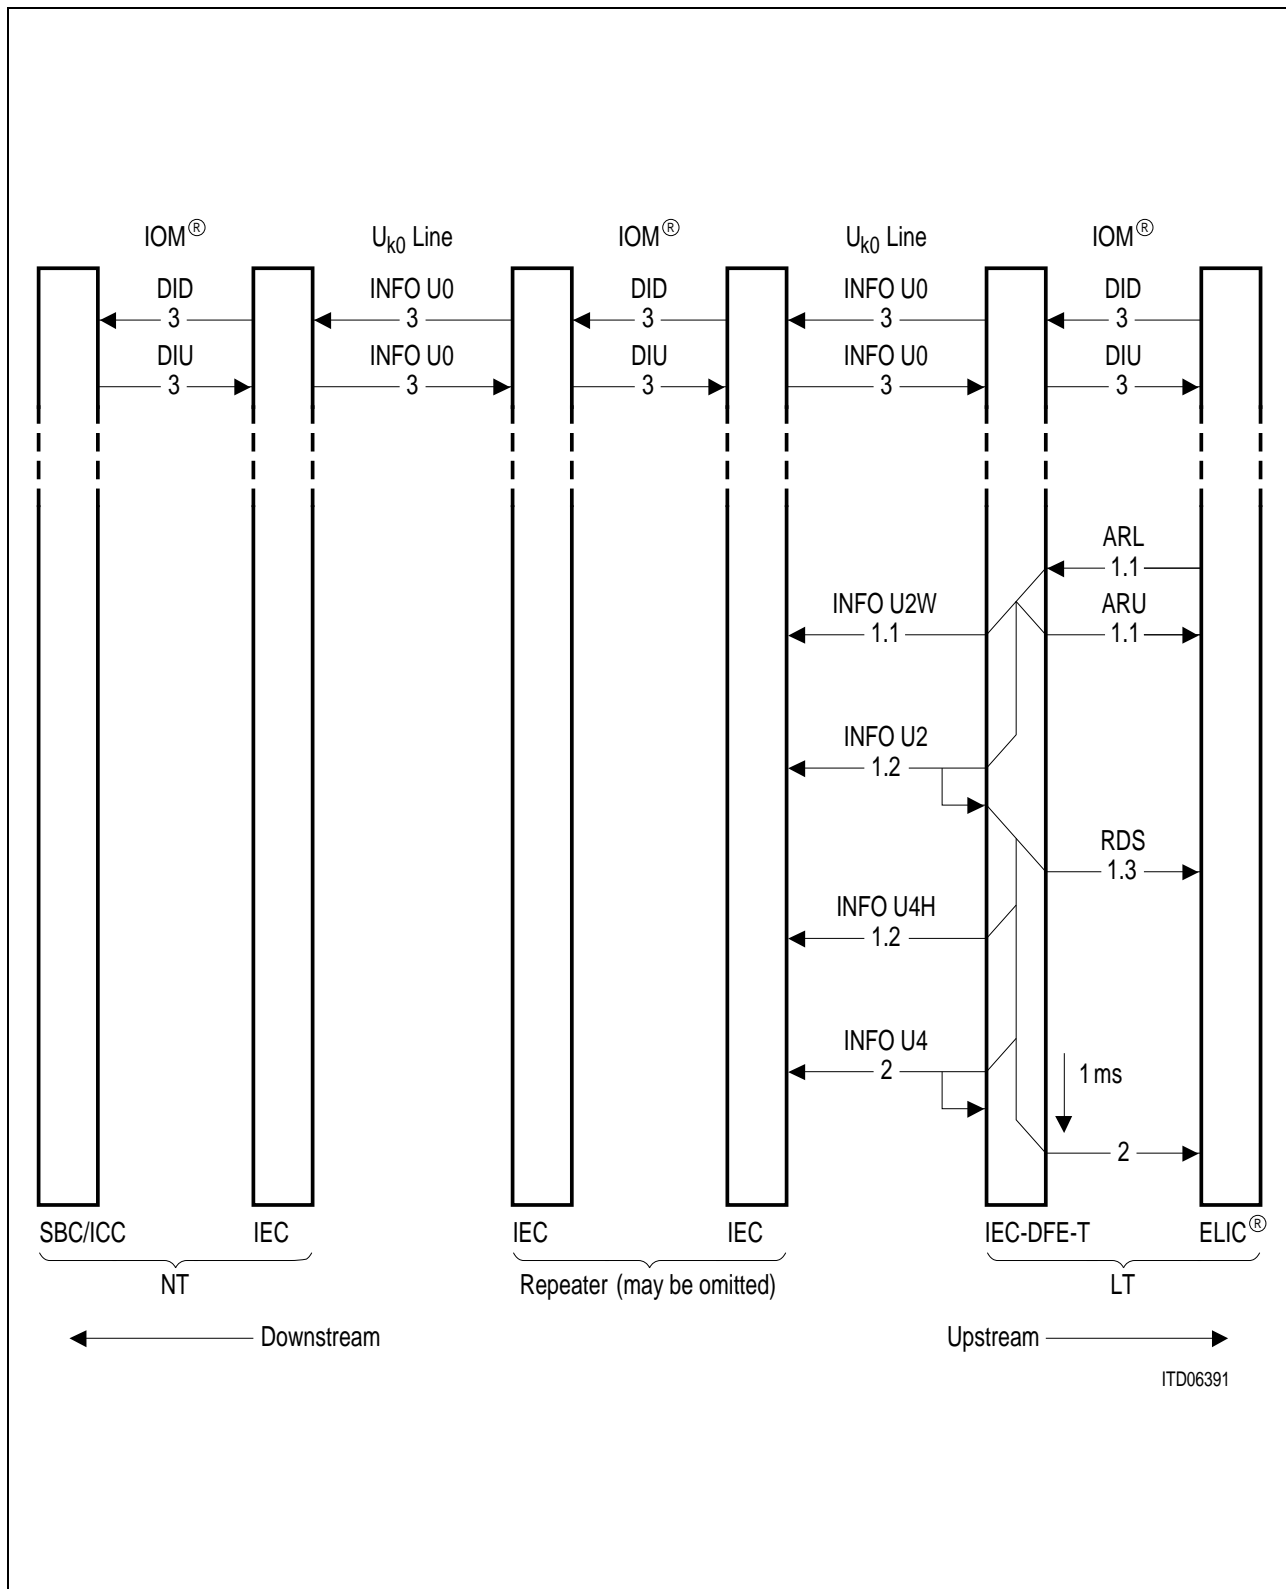 IOM® U_k0 Line IOM® U_k0 Line IOM®
DID INFO U0 DID INFO U0 DID
3 3 3 3 3
DIU INFO U0 DIU INFO U0 DIU
3 3 3 3 3
ARL
1.1
INFO U2W ARU
1.1 1.1
INFO U2
1.2
RDS
1.3
INFO U4H
1.2
INFO U4
2 1 ms
2
SBC/ICC IEC IEC IEC IEC-DFE-T ELIC®
NT Repeater (may be omitted) LT
Downstream Upstream
ITD06391